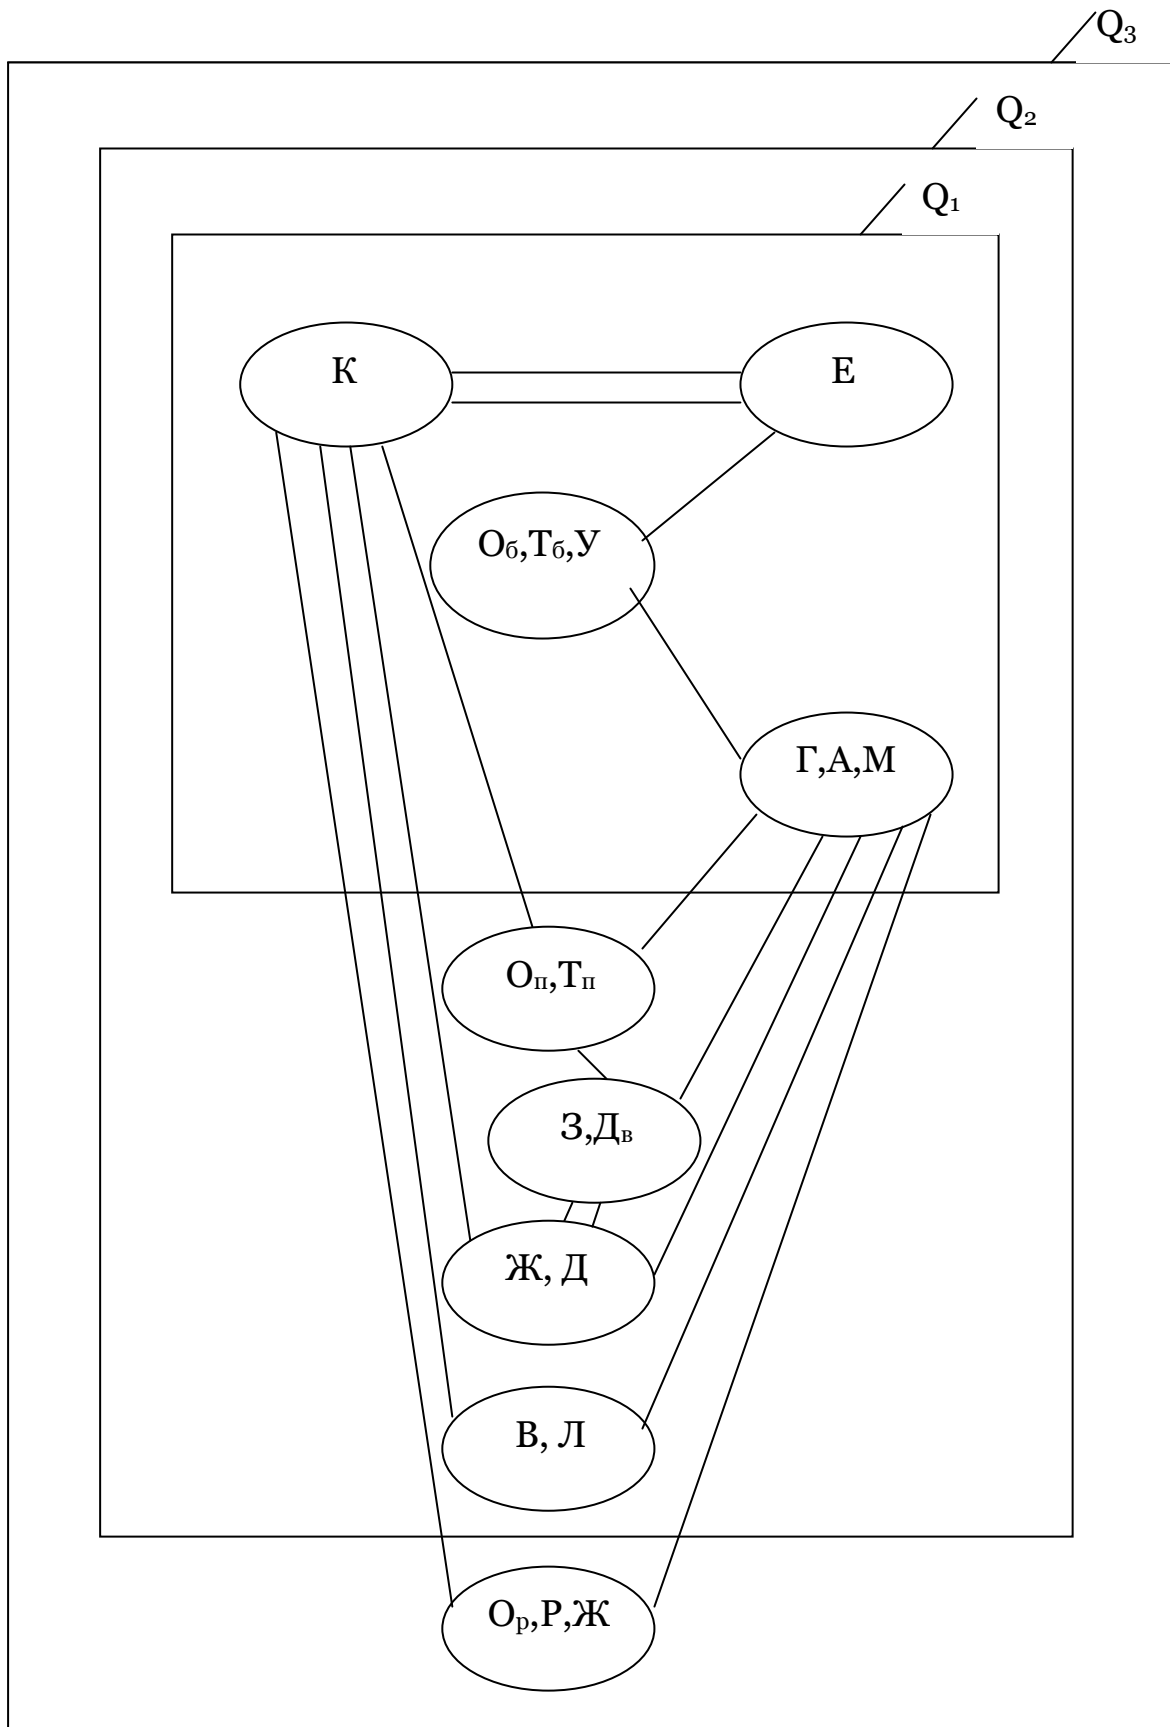 Q₃
Q₂
Q₁
К
Е
Oб,Тб,У
Г,А,М
Оп,Тп
З,Дв
Ж, Д
В, Л
Ор,Р,Ж